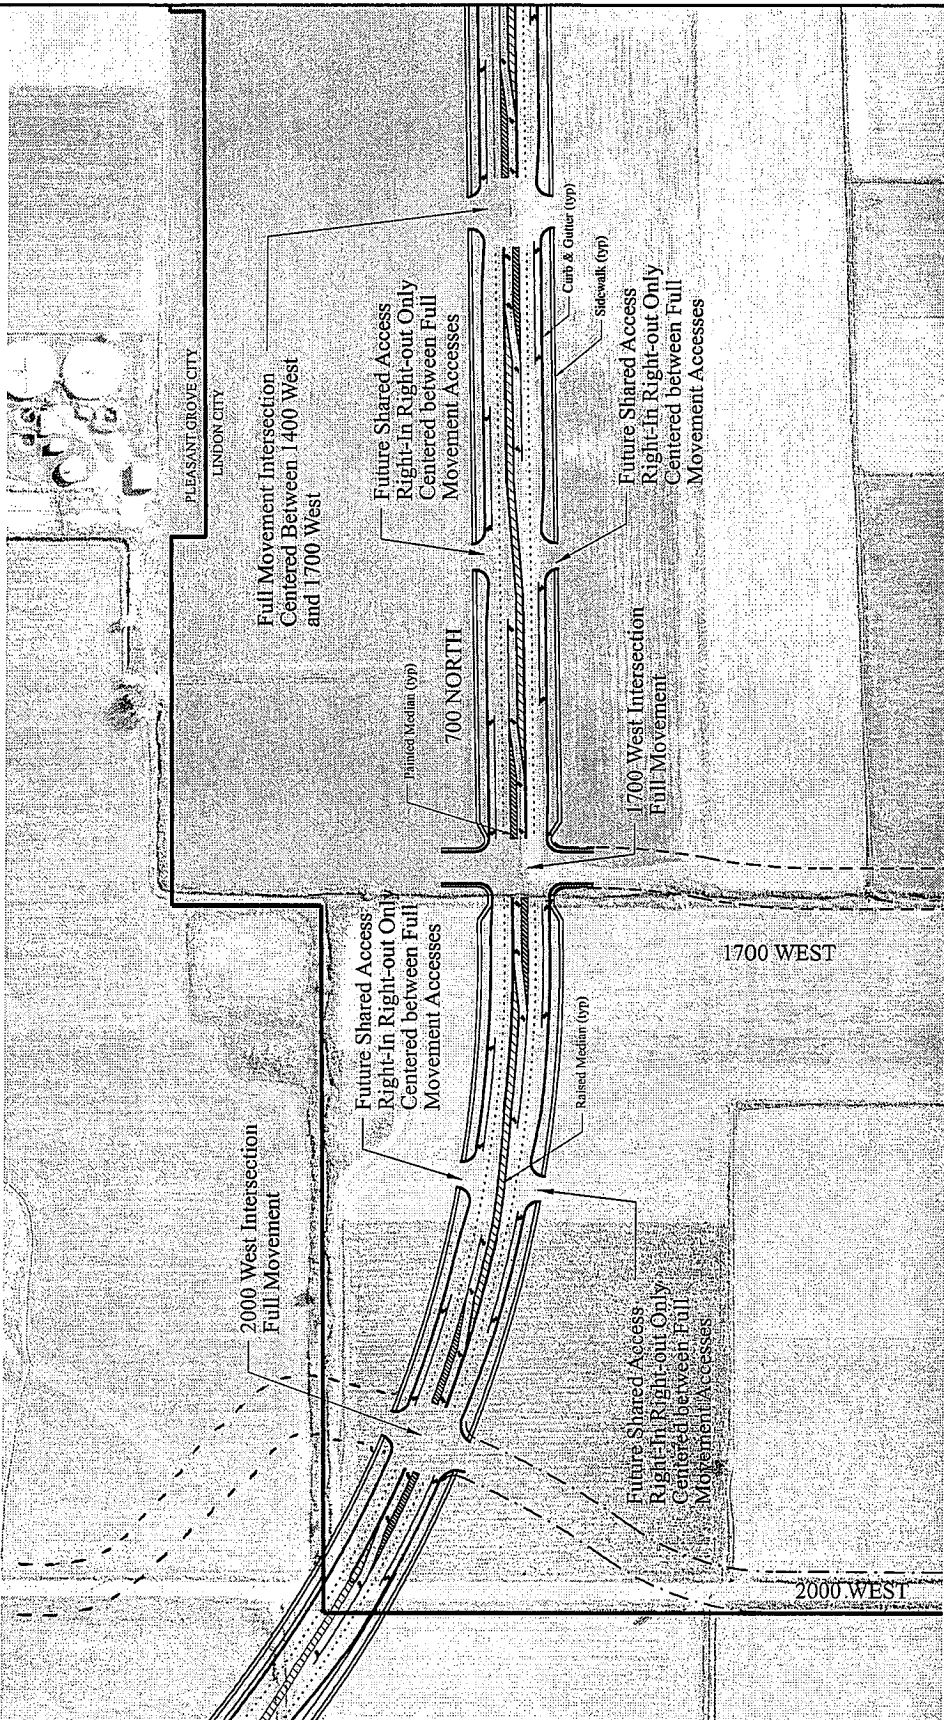 PLEASANT GROVE CITY
LINDON CITY
Full Movement Intersection
Centered Between 1400 West
and 1700 West
Future Shared Access
Right-In Right-out Only
Centered between Full
Movement Accesses
Curb & Gutter (typ)
Sidewalk (typ)
Future Shared Access
Right-In Right-out Only
Centered between Full
Movement Accesses
700 NORTH
Painted Median (typ)
1700 West Intersection
Full Movement
1700 WEST
Future Shared Access
Right-In Right-out Only
Centered between Full
Movement Accesses
Raised Median (typ)
2000 West Intersection
Full Movement
Future Shared Access
Right-In Right-out Only
Centered between Full
Movement Accesses
2000 WEST